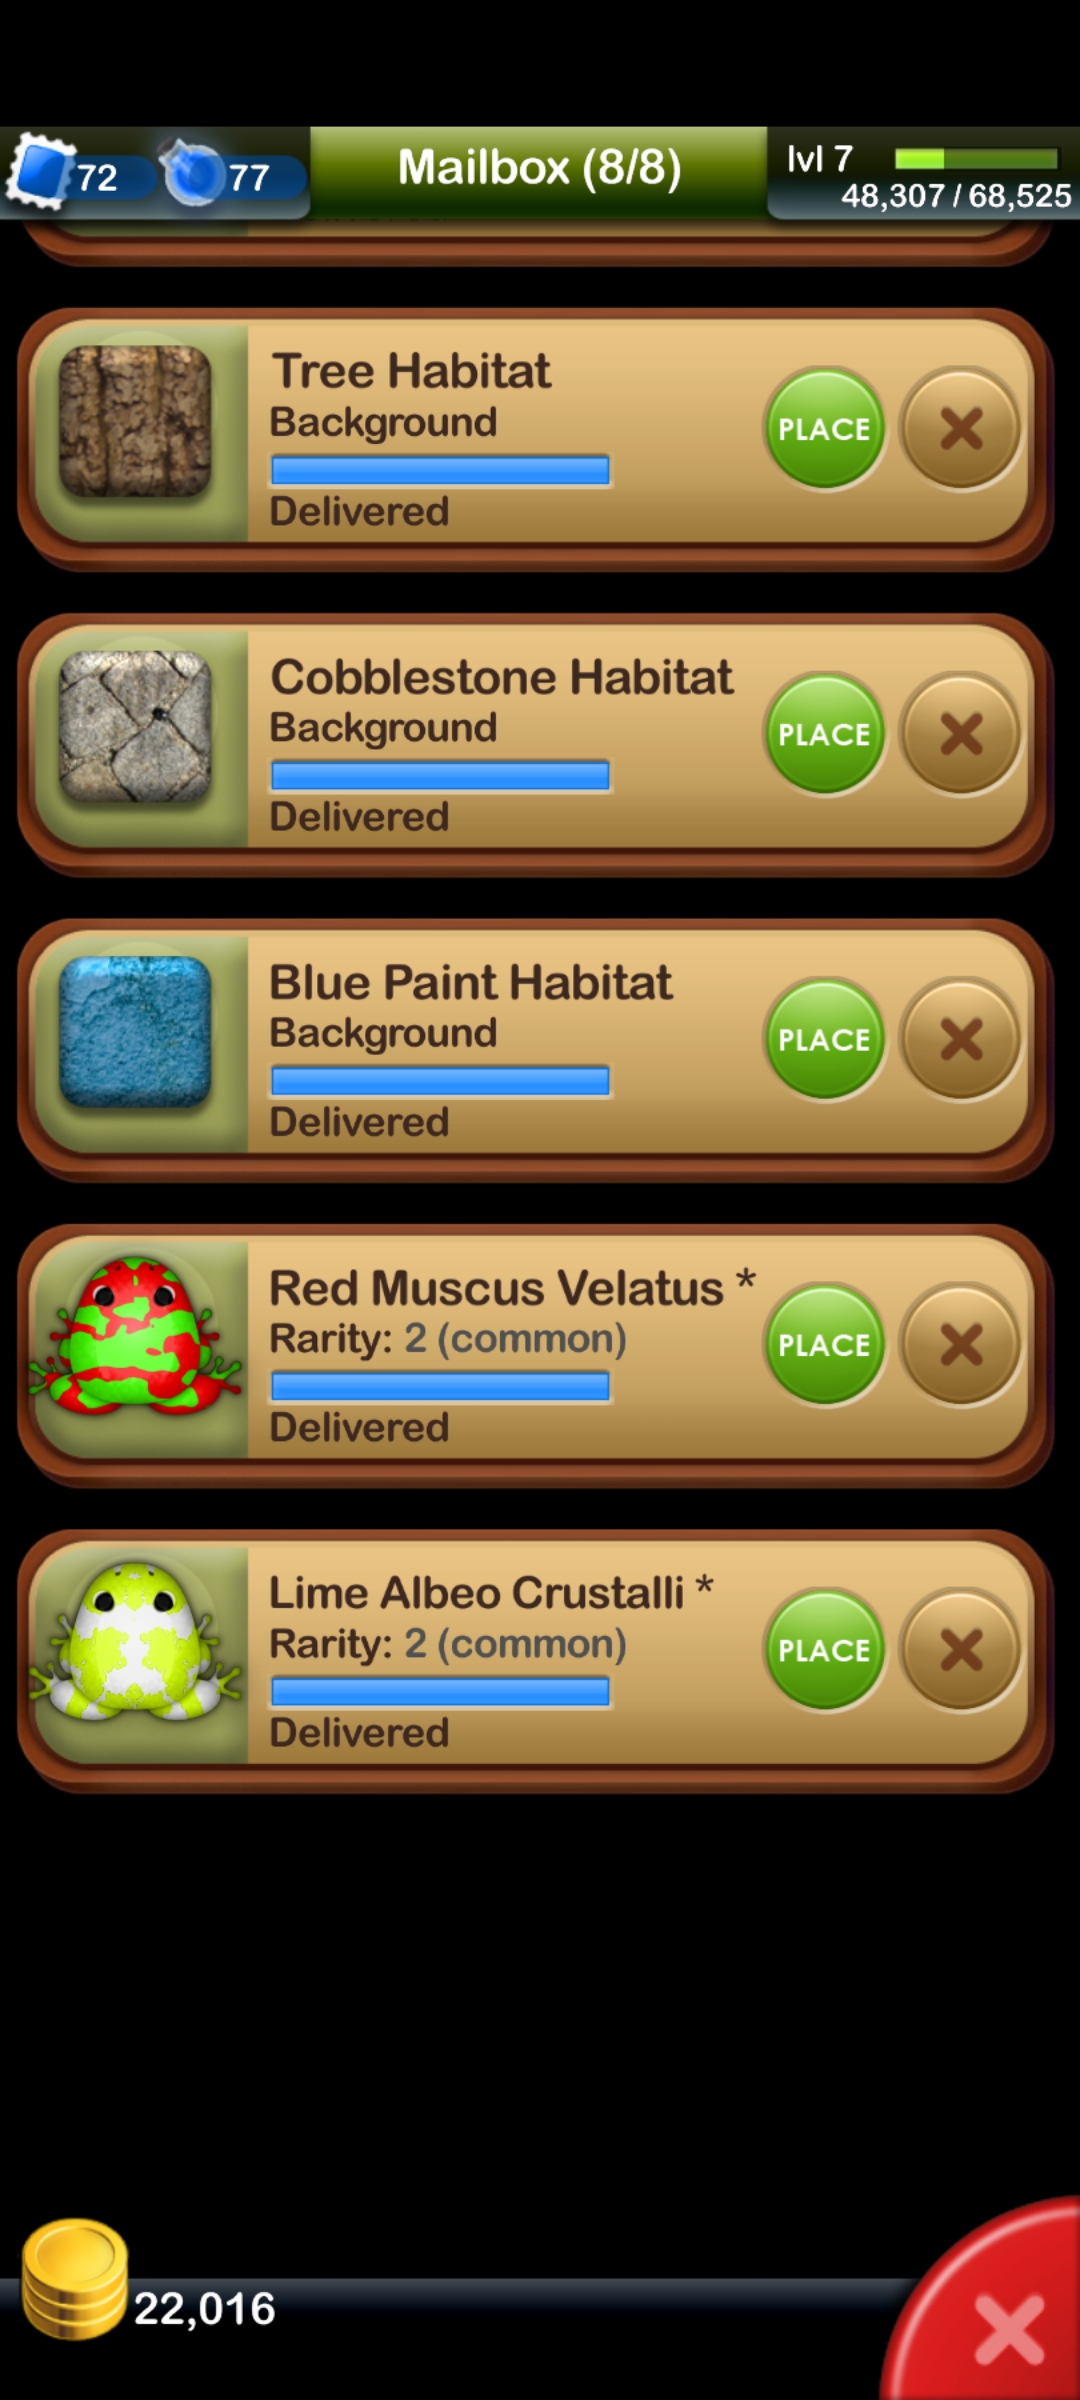 72
77
Mailbox (8/8)
lvl 7
48,307 / 68,525
Tree Habitat
Background
Delivered
PLACE
Cobblestone Habitat
Background
Delivered
PLACE
Blue Paint Habitat
Background
Delivered
PLACE
Red Muscus Velatus *
Rarity: 2 (common)
Delivered
PLACE
Lime Albeo Crustalli *
Rarity: 2 (common)
Delivered
PLACE
22,016